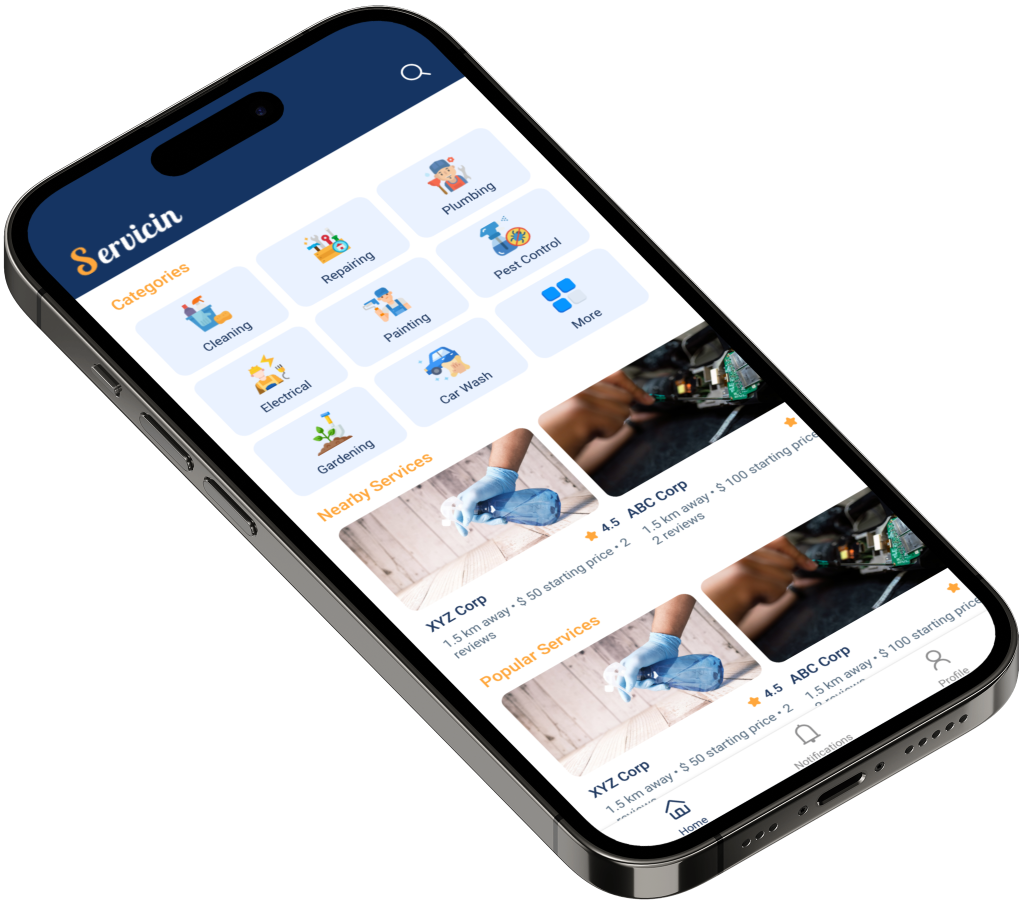 Servicin
Categories
Cleaning
Repairing
Plumbing
Electrical
Painting
Pest Control
Gardening
Car Wash
More
Nearby Services
XYZ Corp
4.5
1.5 km away • $ 50 starting price • 2
reviews
ABC Corp
1.5 km away • $ 100 starting price
2 reviews
Popular Services
XYZ Corp
4.5
1.5 km away • $ 50 starting price • 2
reviews
ABC Corp
1.5 km away • $ 100 starting price
2 reviews
Home
Notifications
Profile